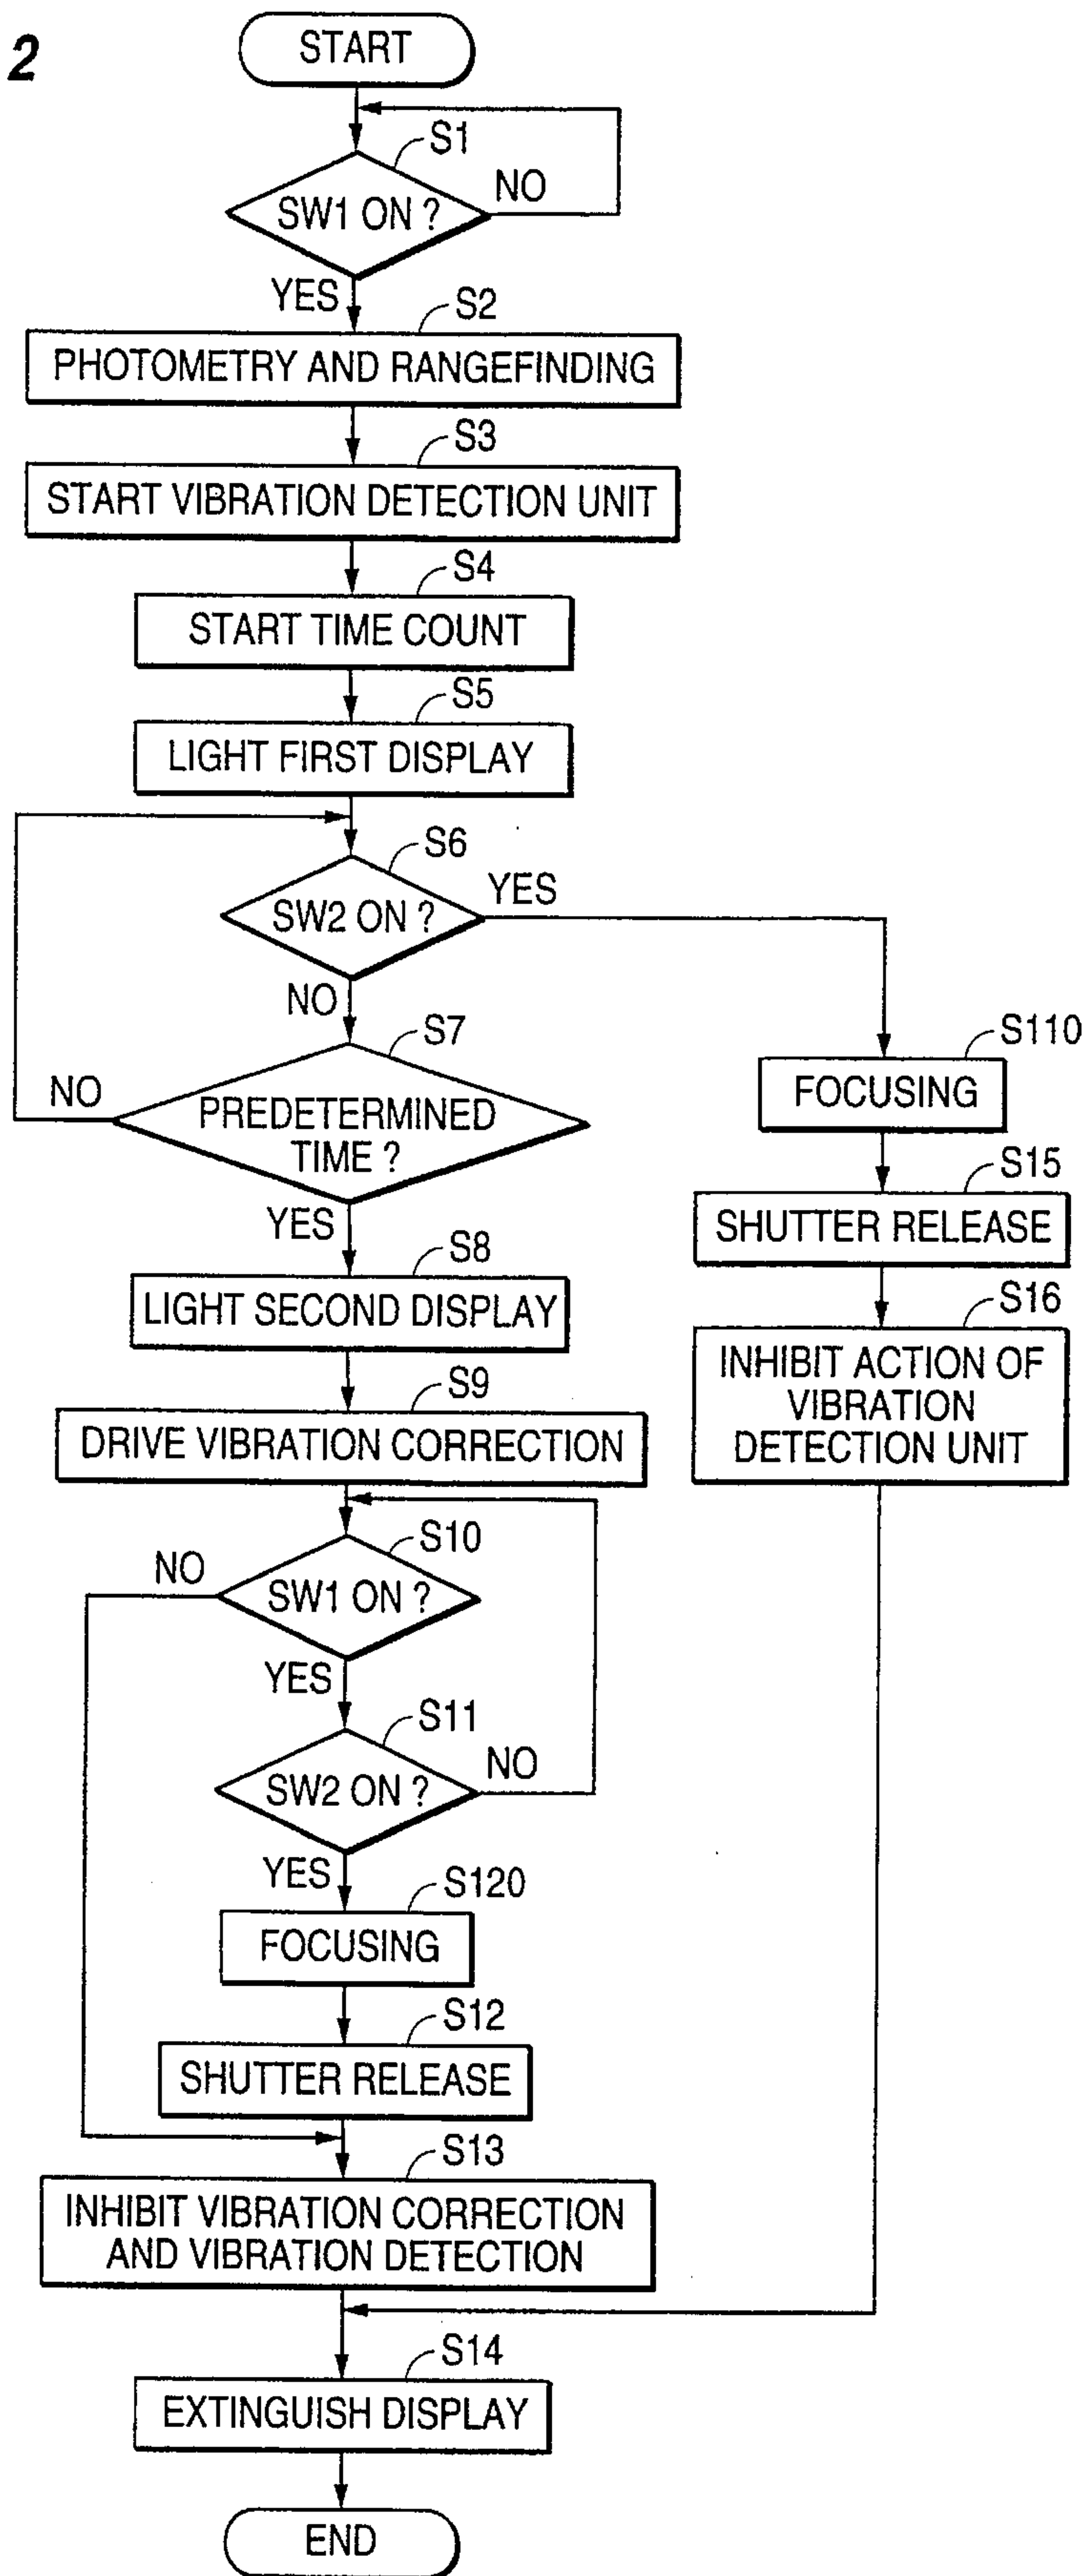 2
START
S1
SW1 ON ?
NO
YES
S2
PHOTOMETRY AND RANGEFINDING
S3
START VIBRATION DETECTION UNIT
S4
START TIME COUNT
S5
LIGHT FIRST DISPLAY
S6
SW2 ON ?
YES
NO
S7
PREDETERMINED
TIME ?
NO
YES
S110
FOCUSING
S15
SHUTTER RELEASE
S16
INHIBIT ACTION OF
VIBRATION
DETECTION UNIT
S8
LIGHT SECOND DISPLAY
S9
DRIVE VIBRATION CORRECTION
S10
SW1 ON ?
NO
YES
S11
SW2 ON ?
NO
YES
S120
FOCUSING
S12
SHUTTER RELEASE
S13
INHIBIT VIBRATION CORRECTION
AND VIBRATION DETECTION
S14
EXTINGUISH DISPLAY
END